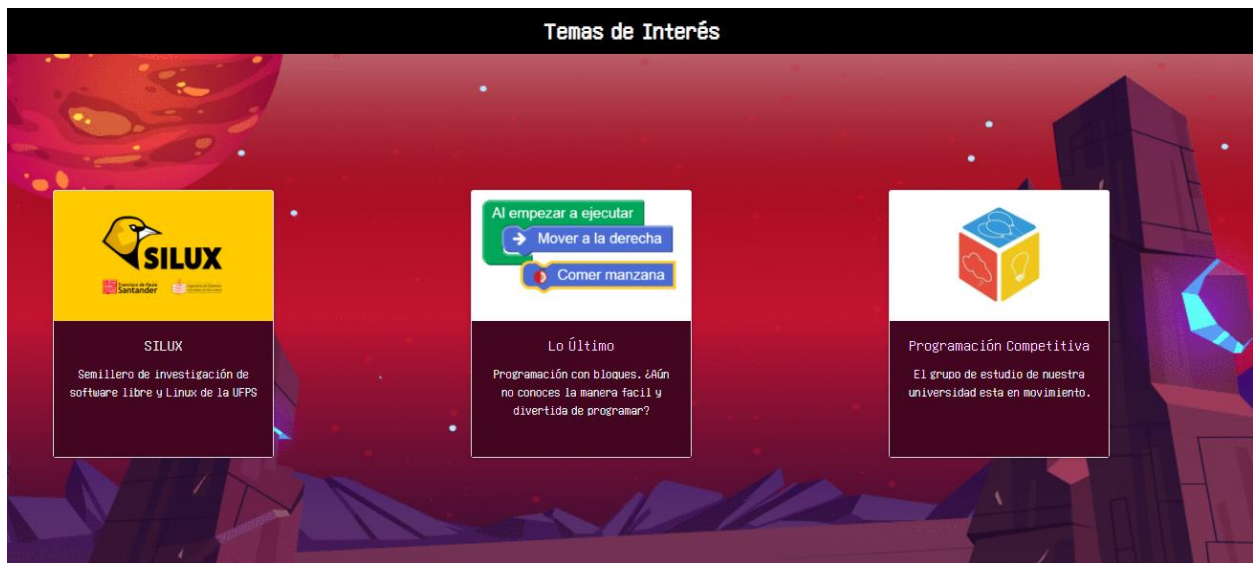 Temas de Interés
SILUX
Santander
SILUX
Semillero de investigación de
software libre y Linux de la UFPS
Al empezar a ejecutar
Mover a la derecha
Comer manzana
Lo Último
Programación con bloques. ¿Aún
no conoces la manera facil y
divertida de programar?
Programación Competitiva
El grupo de estudio de nuestra
universidad esta en movimiento.